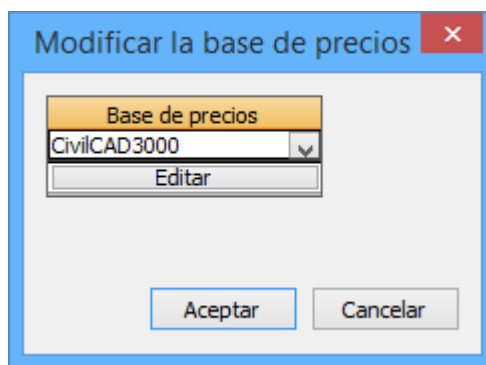 Modificar la base de precios
Base de precios
CivilCAD3000
Editar
Aceptar Cancelar